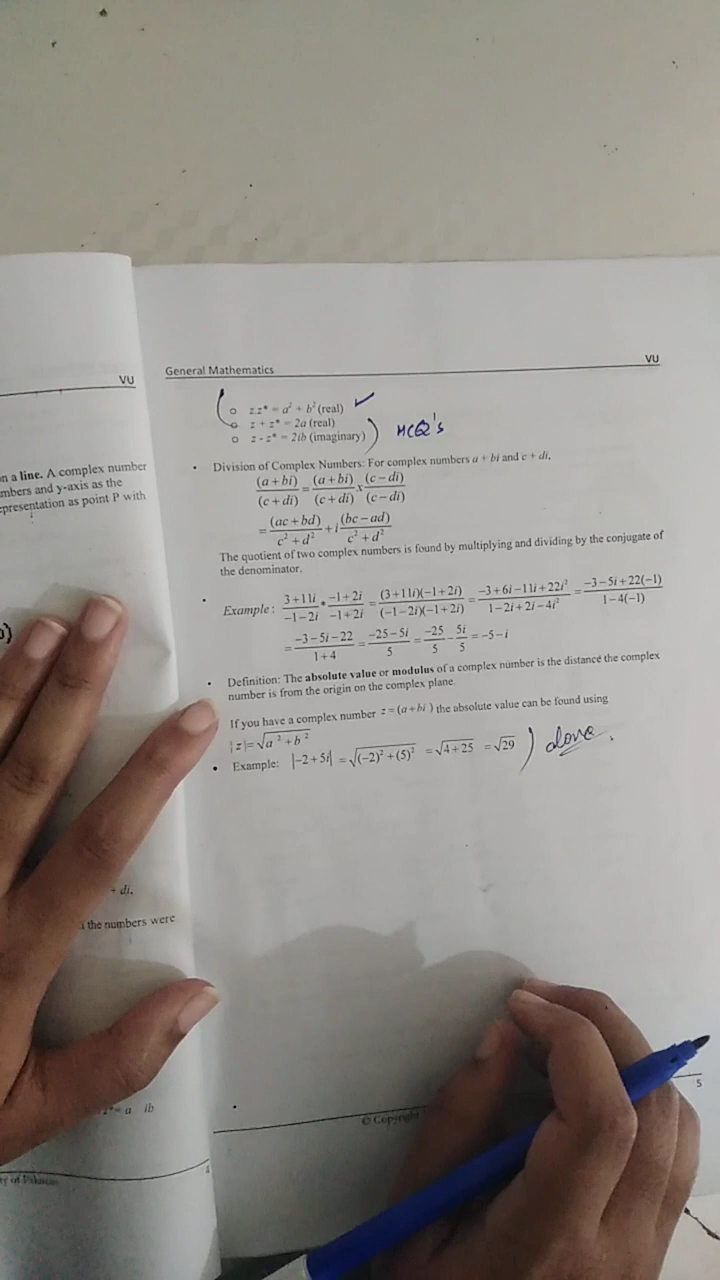 VU
n a line. A complex number
mbers and y-axis as the
presentation as point P with
+ di,
the numbers were
z* = a ib
4
General Mathematics VU
o z z* = a² + b² (real)
o z + z* = 2a (real)
o z - z* = 2ib (imaginary) MCQ's
• Division of Complex Numbers: For complex numbers a + bi and c + di,
(a+bi)/(c+di) = (a+bi)/(c+di) x (c-di)/(c-di)
= (ac+bd)/(c²+d²) + i (bc-ad)/(c²+d²)
The quotient of two complex numbers is found by multiplying and dividing by the conjugate of
the denominator.
• Example: (3+11i)/(-1-2i) * (-1+2i)/(-1+2i) = (3+11i)(-1+2i)/(-1-2i)(-1+2i) = (-3+6i-11i+22i²)/(1-2i+2i-4i²) = (-3-5i+22(-1))/(1-4(-1))
= (-3-5i-22)/(1+4) = (-25-5i)/5 = -25/5 - 5i/5 = -5-i
• Definition: The absolute value or modulus of a complex number is the distance the complex
number is from the origin on the complex plane.
If you have a complex number z = (a+bi) the absolute value can be found using
|z| = √(a² + b²)
• Example: |-2+5i| = √((-2)²+(5)²) = √(4+25) = √29 ) done.
5
© Copyright